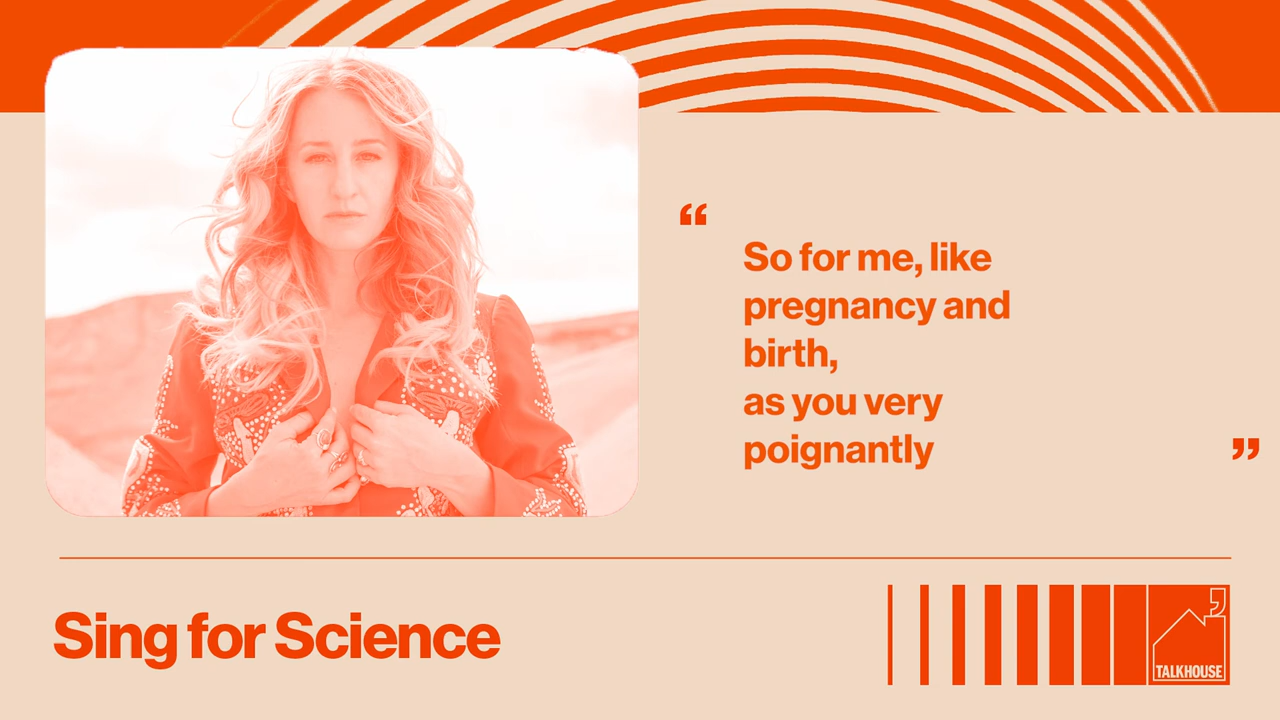 “
So for me, like
pregnancy and
birth,
as you very
poignantly
”
Sing for Science
TALKHOUSE